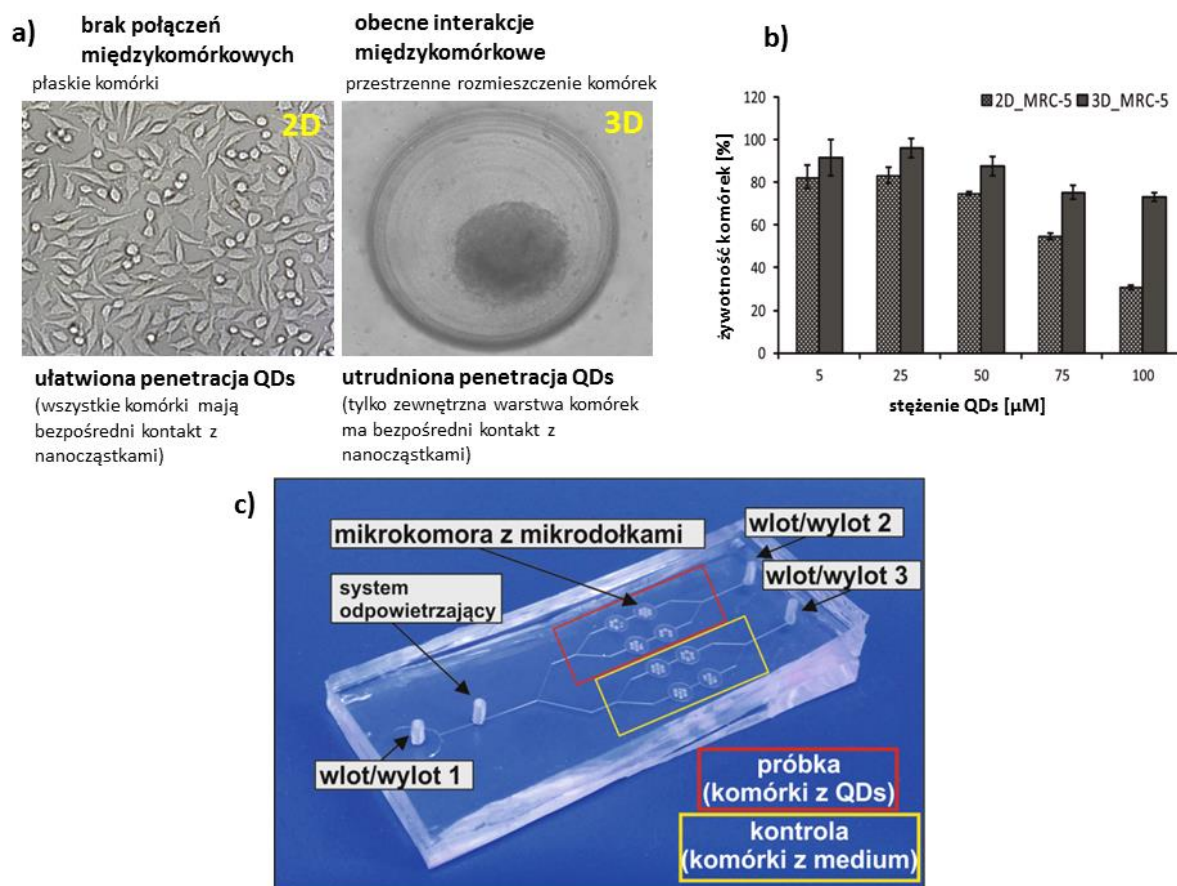 a)
brak połączeń
międzykomórkowych
płaskie komórki
2D
ułatwiona penetracja QDs
(wszystkie komórki mają
bezpośredni kontakt z
nanocząstkami)
obecne interakcje
międzykomórkowe
przestrzenne rozmieszczenie komórek
3D
utrudniona penetracja QDs
(tylko zewnętrzna warstwa komórek
ma bezpośredni kontakt z
nanocząstkami)
b)
2D_MRC-5 3D_MRC-5
żywotność komórek [%]
120
100
80
60
40
20
0
5 25 50 75 100
stężenie QDs [µM]
c)
mikrokomora z mikrodołkami
system
odpowietrzający
wlot/wylot 1
wlot/wylot 2
wlot/wylot 3
próbka
(komórki z QDs)
kontrola
(komórki z medium)